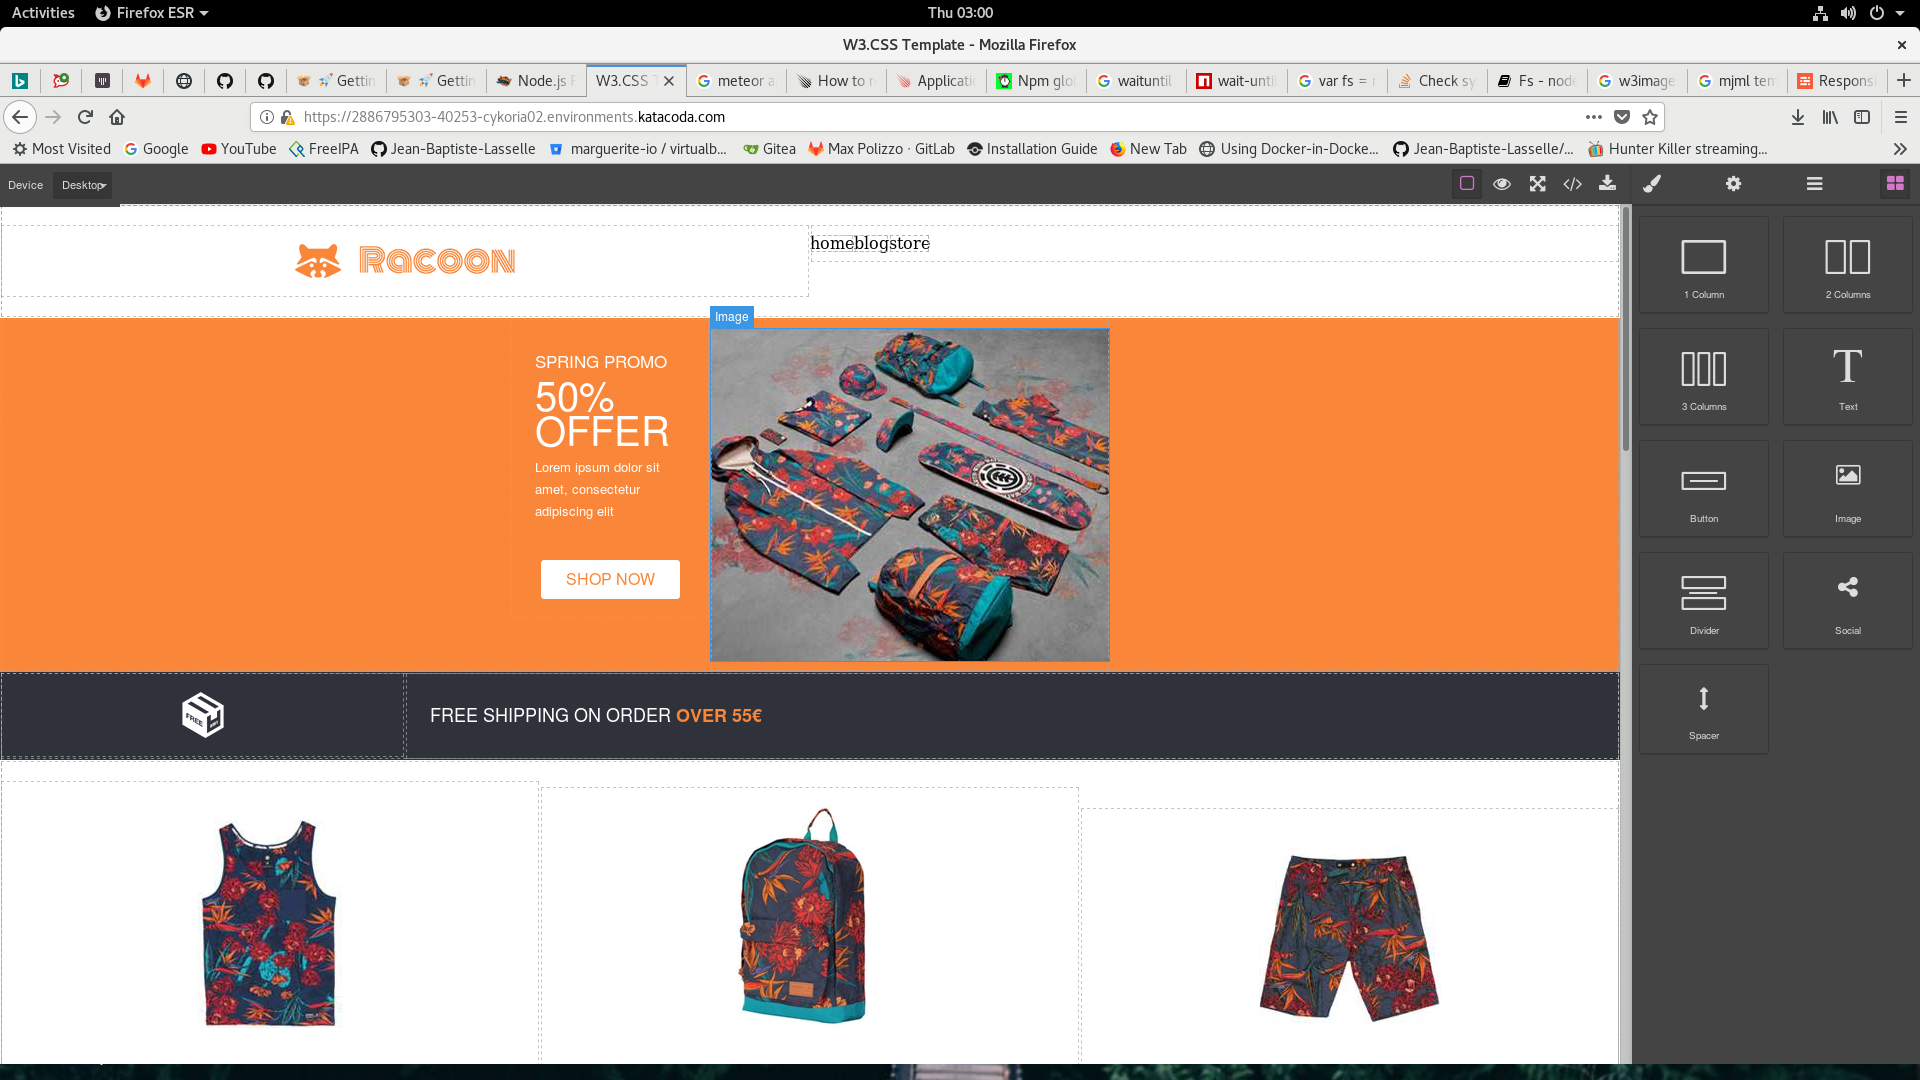 Activities
Firefox ESR
Thu 03:00
W3.CSS Template - Mozilla Firefox
Gettin
Gettin
Node.js
W3.CSS
meteor a
How to
Applicati
Npm glo
waituntil
wait-unti
var fs =
Check sy
Fs - node
w3image
mjml tem
Respons
https://2886795303-40253-cykoria02.environments.katacoda.com
Most Visited
Google
YouTube
FreeIPA
Jean-Baptiste-Lasselle
marguerite-io / virtualb...
Gitea
Max Polizzo · GitLab
Installation Guide
New Tab
Using Docker-in-Docke...
Jean-Baptiste-Lasselle/...
Hunter Killer streaming...
Device
Desktop
Racoon
homeblogstore
Image
SPRING PROMO
50%
OFFER
Lorem ipsum dolor sit
amet, consectetur
adipiscing elit
SHOP NOW
FREE
FREE SHIPPING ON ORDER OVER 55€
1 Column
2 Columns
3 Columns
Text
Button
Image
Divider
Social
Spacer